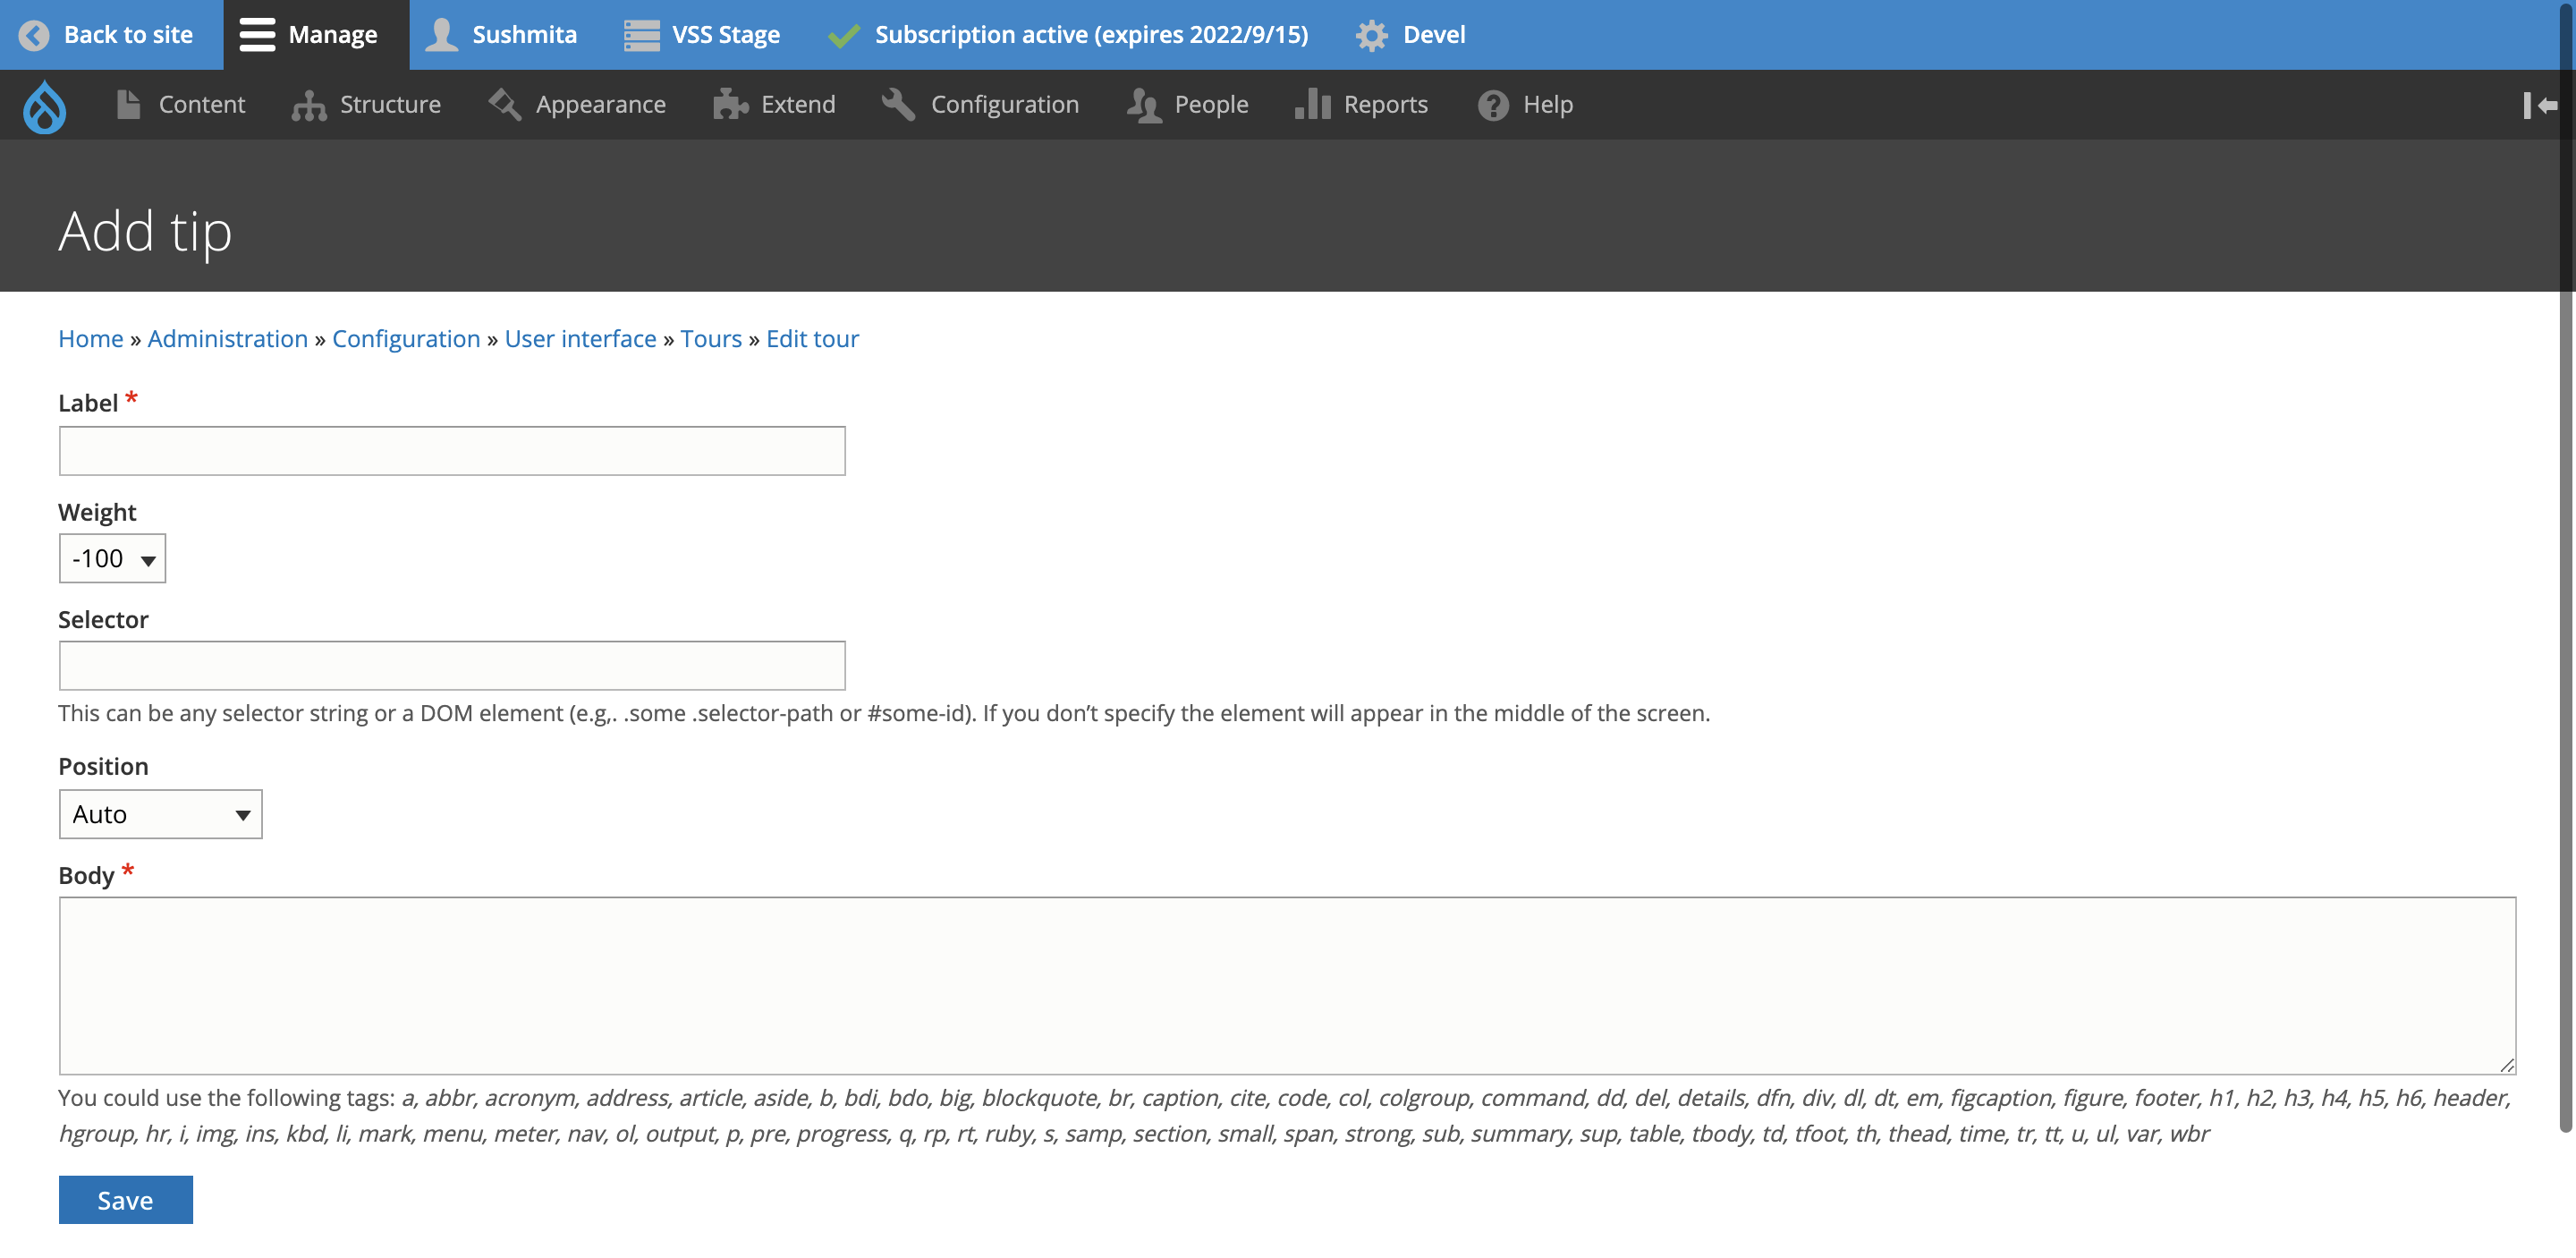 Back to site Manage Sushmita VSS Stage Subscription active (expires 2022/9/15) Devel
Content Structure Appearance Extend Configuration People Reports Help
Add tip
Home » Administration » Configuration » User interface » Tours » Edit tour
Label *
Weight
-100
Selector
This can be any selector string or a DOM element (e.g,. .some .selector-path or #some-id). If you don’t specify the element will appear in the middle of the screen.
Position
Auto
Body *
You could use the following tags: a, abbr, acronym, address, article, aside, b, bdi, bdo, big, blockquote, br, caption, cite, code, col, colgroup, command, dd, del, details, dfn, div, dl, dt, em, figcaption, figure, footer, h1, h2, h3, h4, h5, h6, header,
hgroup, hr, i, img, ins, kbd, li, mark, menu, meter, nav, ol, output, p, pre, progress, q, rp, rt, ruby, s, samp, section, small, span, strong, sub, summary, sup, table, tbody, td, tfoot, th, thead, time, tr, tt, u, ul, var, wbr
Save